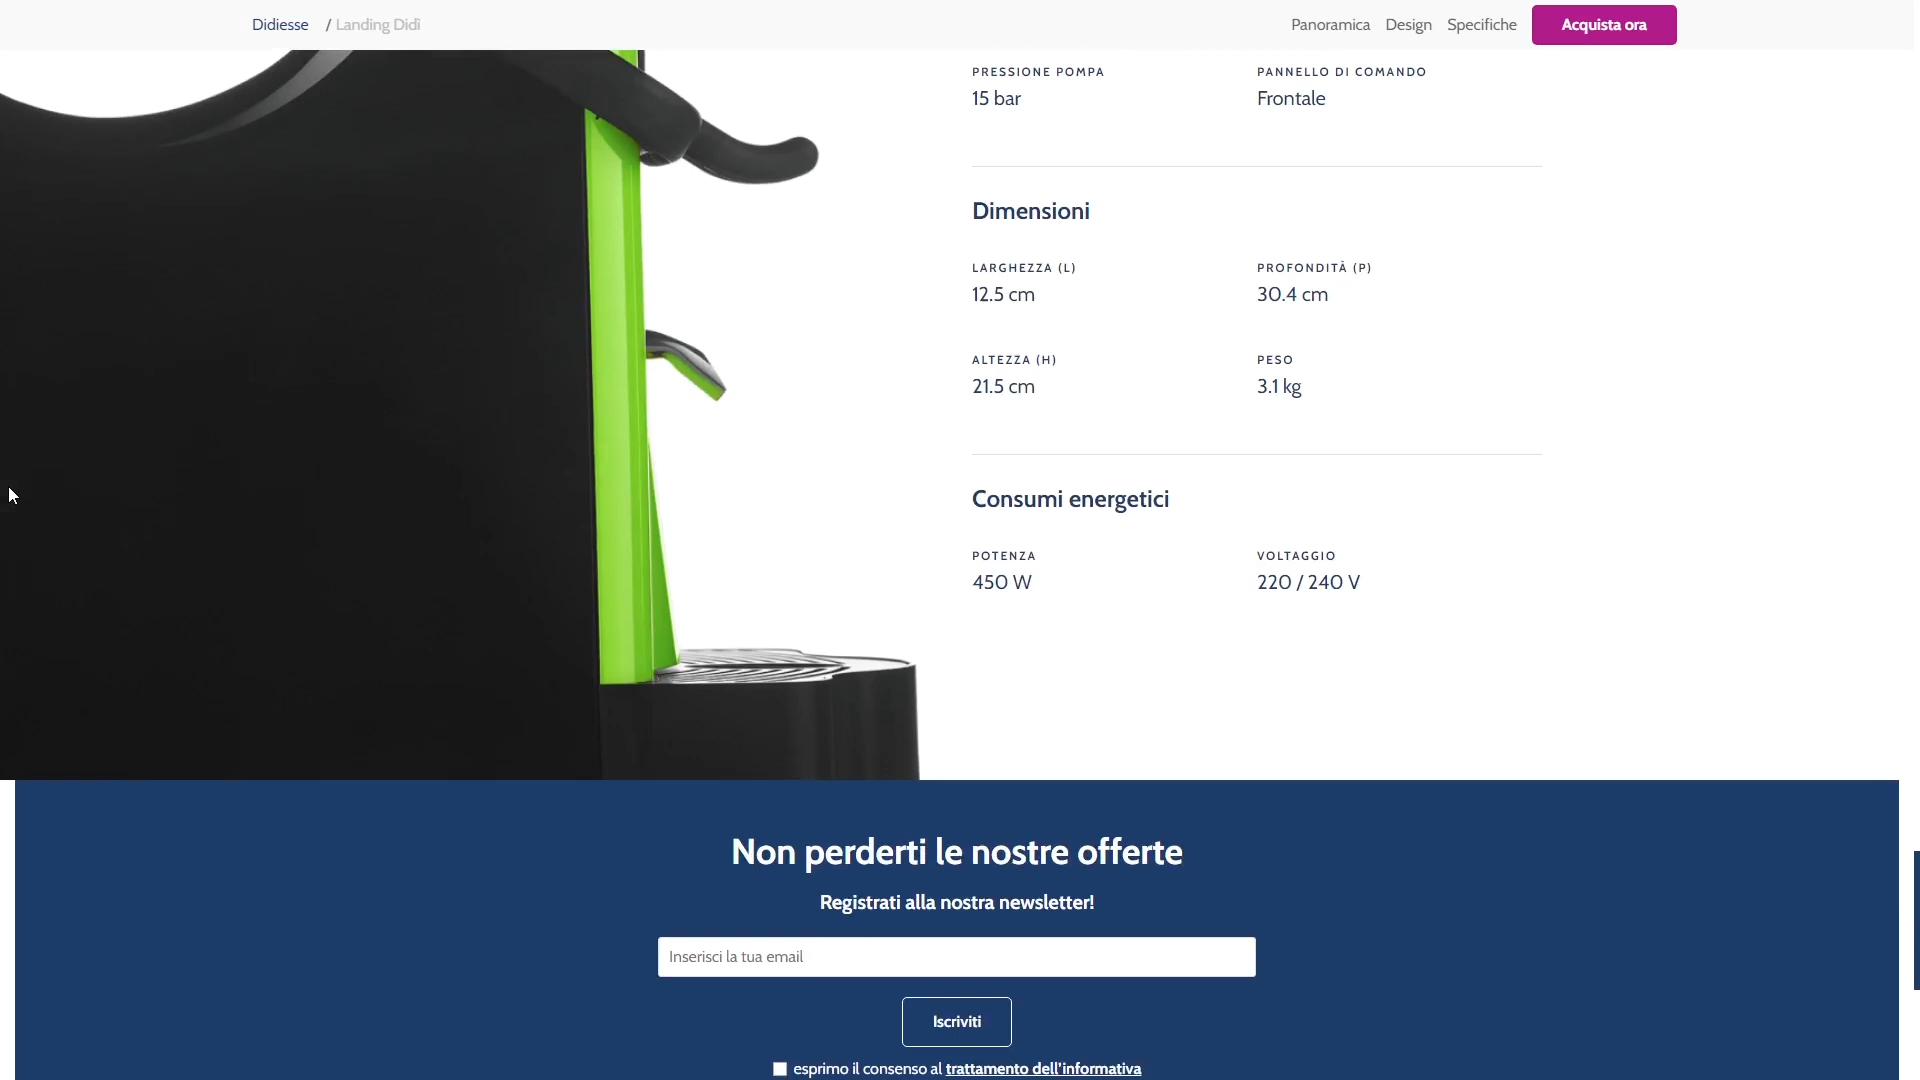 Didiesse / Landing Didì
Panoramica Design Specifiche Acquista ora
PRESSIONE POMPA PANNELLO DI COMANDO
15 bar Frontale
Dimensioni
LARGHEZZA (L) PROFONDITÀ (P)
12.5 cm 30.4 cm
ALTEZZA (H) PESO
21.5 cm 3.1 kg
Consumi energetici
POTENZA VOLTAGGIO
450 W 220 / 240 V
Non perderti le nostre offerte
Registrati alla nostra newsletter!
Inserisci la tua email
Iscriviti
esprimo il consenso al trattamento dell'informativa